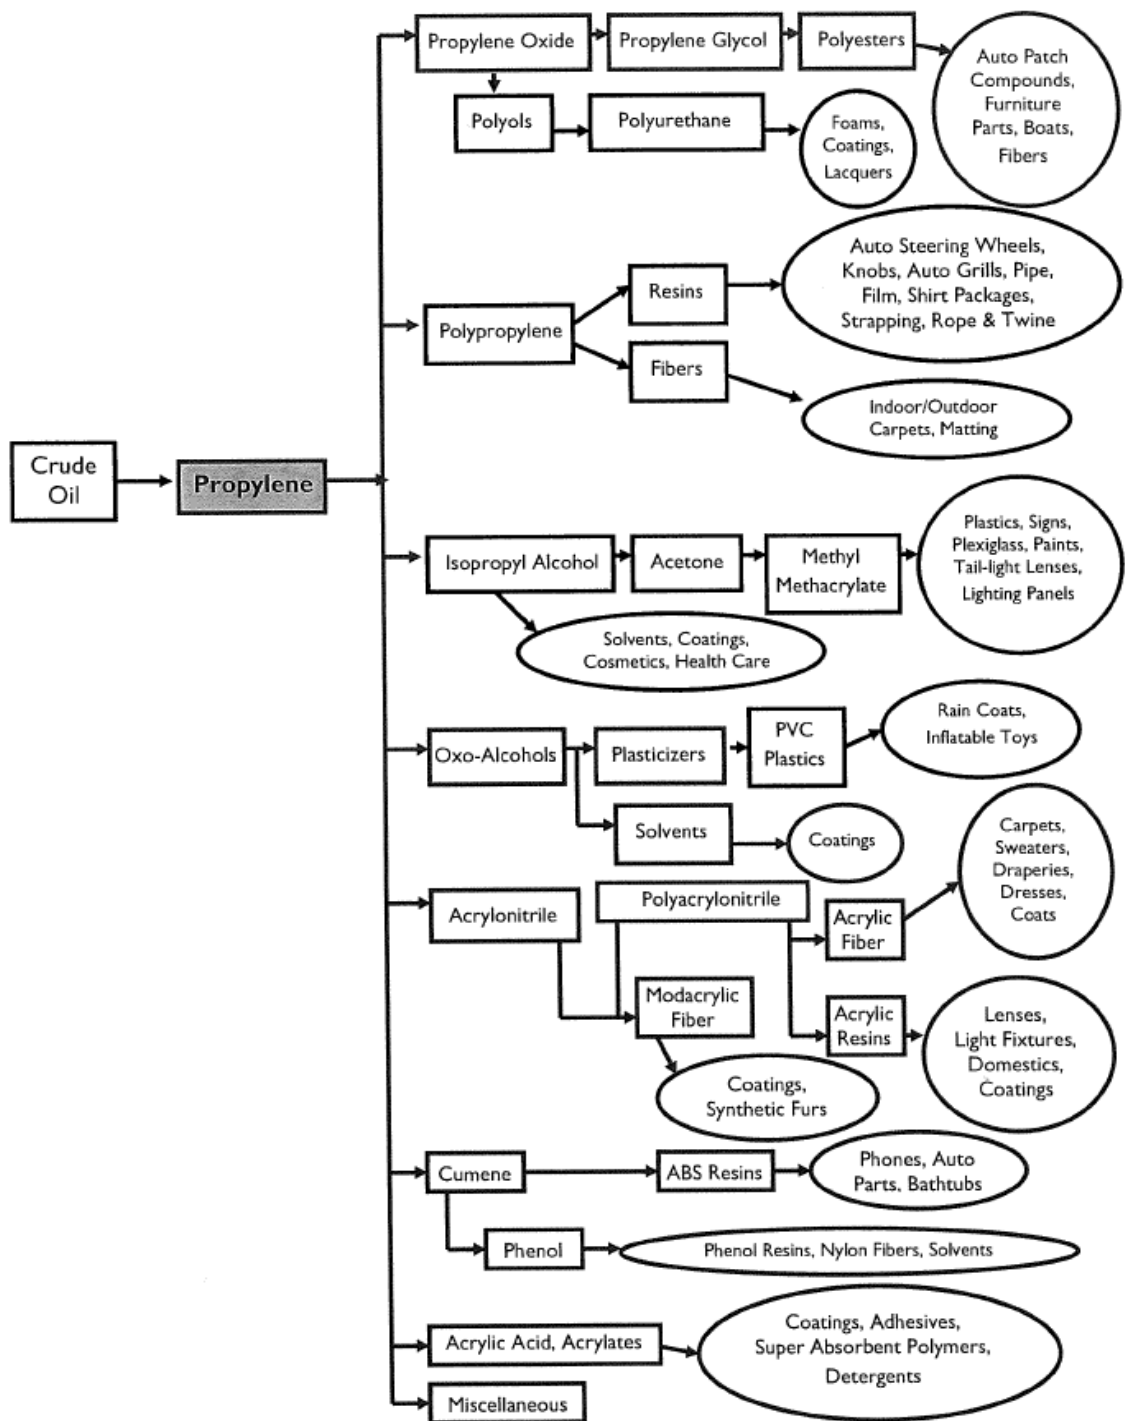 Propylene Oxide
Propylene Glycol
Polyesters
Auto Patch
Compounds,
Furniture
Parts, Boats,
Fibers
Polyols
Polyurethane
Foams,
Coatings,
Lacquers
Auto Steering Wheels,
Knobs, Auto Grills, Pipe,
Film, Shirt Packages,
Strapping, Rope & Twine
Resins
Polypropylene
Fibers
Indoor/Outdoor
Carpets, Matting
Crude
Oil
Propylene
Isopropyl Alcohol
Acetone
Methyl
Methacrylate
Plastics, Signs,
Plexiglass, Paints,
Tail-light Lenses,
Lighting Panels
Solvents, Coatings,
Cosmetics, Health Care
Oxo-Alcohols
Plasticizers
PVC
Plastics
Rain Coats,
Inflatable Toys
Solvents
Coatings
Acrylonitrile
Polyacrylonitrile
Acrylic
Fiber
Carpets,
Sweaters,
Draperies,
Dresses,
Coats
Modacrylic
Fiber
Acrylic
Resins
Lenses,
Light Fixtures,
Domestics,
Coatings
Coatings,
Synthetic Furs
Cumene
ABS Resins
Phones, Auto
Parts, Bathtubs
Phenol
Phenol Resins, Nylon Fibers, Solvents
Acrylic Acid, Acrylates
Coatings, Adhesives,
Super Absorbent Polymers,
Detergents
Miscellaneous